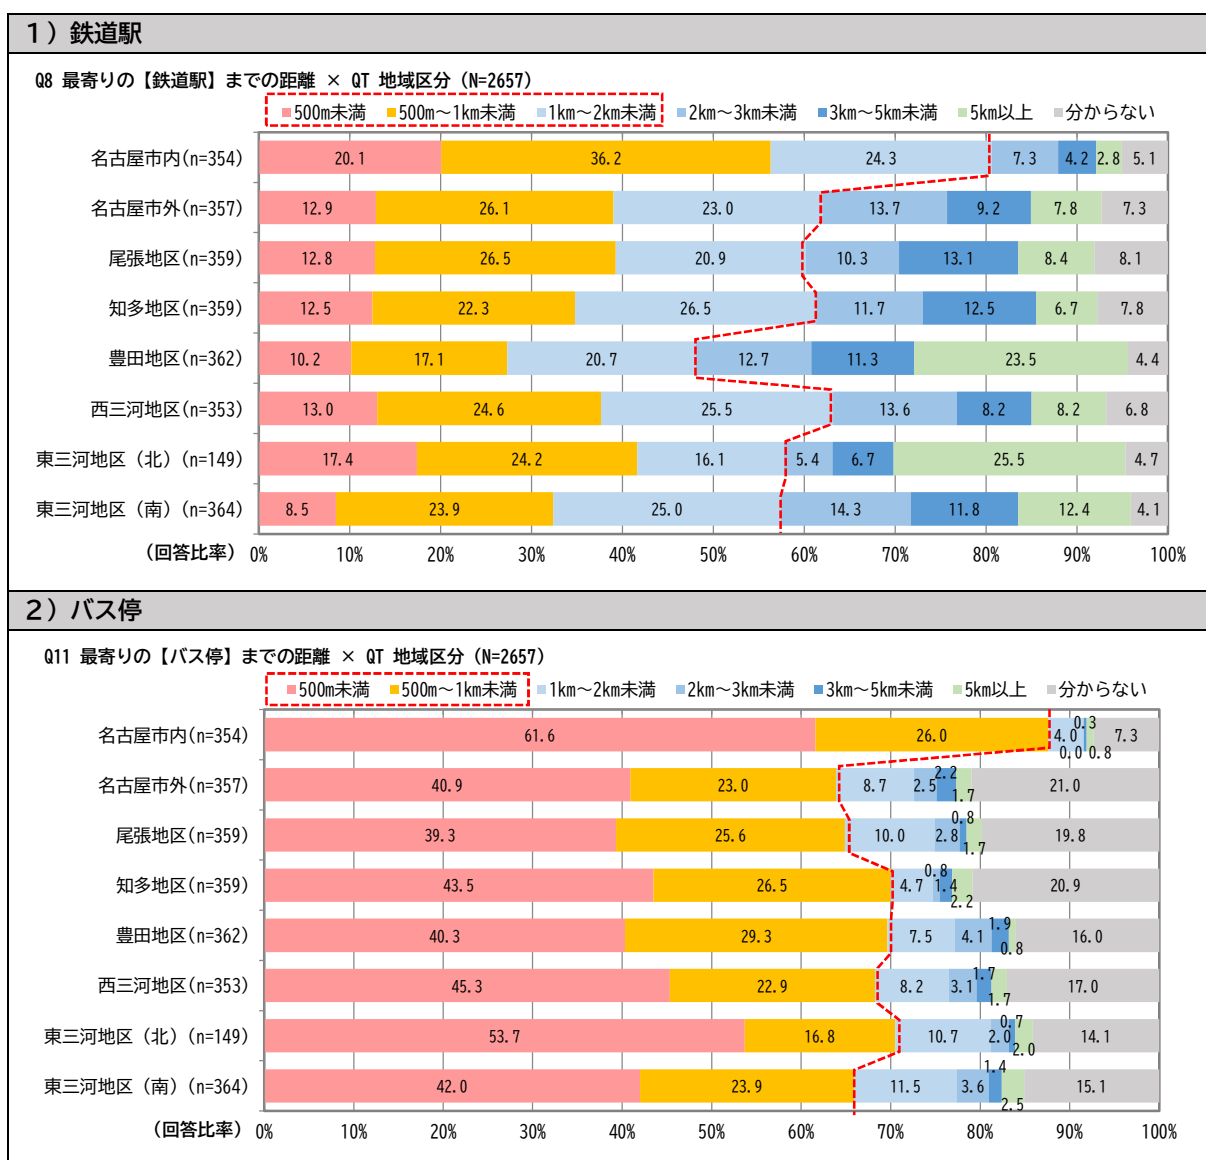 1）鉄道駅
Q8 最寄りの【鉄道駅】までの距離 × QT 地域区分（N=2657）
500m未満 500m～1km未満 1km～2km未満 2km～3km未満 3km～5km未満 5km以上 分からない
名古屋市内(n=354) 20.1 36.2 24.3 7.3 4.2 2.8 5.1
名古屋市外(n=357) 12.9 26.1 23.0 13.7 9.2 7.8 7.3
尾張地区(n=359) 12.8 26.5 20.9 10.3 13.1 8.4 8.1
知多地区(n=359) 12.5 22.3 26.5 11.7 12.5 6.7 7.8
豊田地区(n=362) 10.2 17.1 20.7 12.7 11.3 23.5 4.4
西三河地区(n=353) 13.0 24.6 25.5 13.6 8.2 8.2 6.8
東三河地区（北）(n=149) 17.4 24.2 16.1 5.4 6.7 25.5 4.7
東三河地区（南）(n=364) 8.5 23.9 25.0 14.3 11.8 12.4 4.1
（回答比率） 0% 10% 20% 30% 40% 50% 60% 70% 80% 90% 100%
2）バス停
Q11 最寄りの【バス停】までの距離 × QT 地域区分（N=2657）
500m未満 500m～1km未満 1km～2km未満 2km～3km未満 3km～5km未満 5km以上 分からない
名古屋市内(n=354) 61.6 26.0 4.0 0.0 0.3 0.8 7.3
名古屋市外(n=357) 40.9 23.0 8.7 2.5 2.2 1.7 21.0
尾張地区(n=359) 39.3 25.6 10.0 2.8 0.8 1.7 19.8
知多地区(n=359) 43.5 26.5 4.7 0.8 1.4 2.2 20.9
豊田地区(n=362) 40.3 29.3 7.5 4.1 1.9 0.8 16.0
西三河地区(n=353) 45.3 22.9 8.2 3.1 1.7 1.7 17.0
東三河地区（北）(n=149) 53.7 16.8 10.7 2.0 0.7 2.0 14.1
東三河地区（南）(n=364) 42.0 23.9 11.5 3.6 1.4 2.5 15.1
（回答比率） 0% 10% 20% 30% 40% 50% 60% 70% 80% 90% 100%